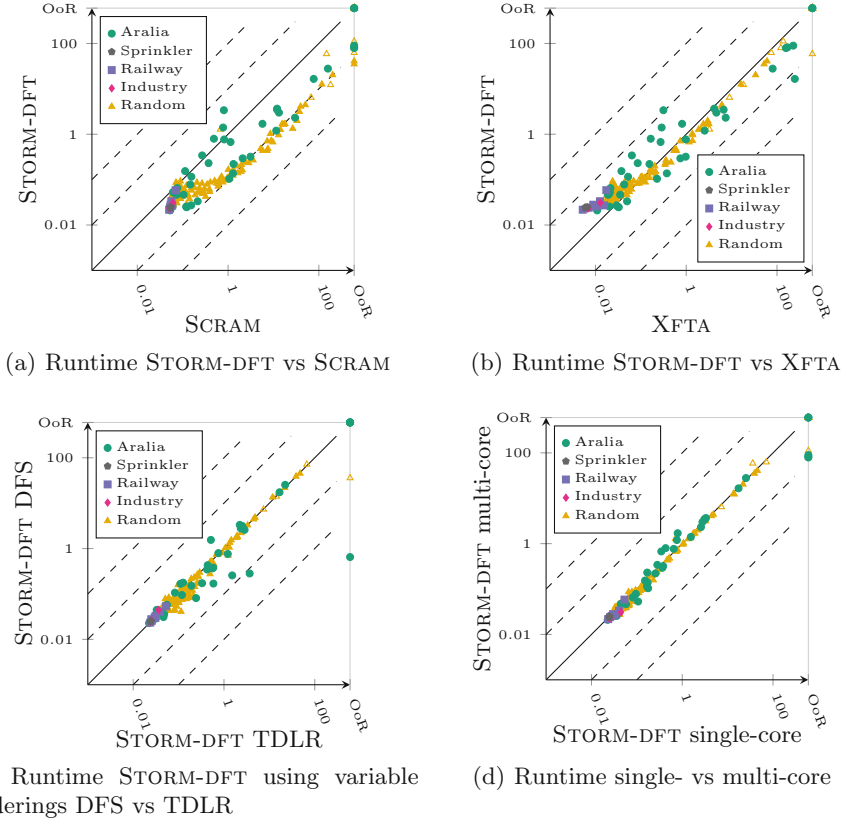 OoR
100
1
0.01
STORM-DFT
Aralia
Sprinkler
Railway
Industry
Random
0.01
1
100
OoR
SCRAM
(a) Runtime STORM-DFT vs SCRAM
OoR
100
1
0.01
STORM-DFT
Aralia
Sprinkler
Railway
Industry
Random
0.01
1
100
OoR
XFTA
(b) Runtime STORM-DFT vs XFTA
OoR
100
1
0.01
STORM-DFT DFS
Aralia
Sprinkler
Railway
Industry
Random
0.01
1
100
OoR
STORM-DFT TDLR
Runtime STORM-DFT using variable
lerings DFS vs TDLR
OoR
100
1
0.01
STORM-DFT multi-core
Aralia
Sprinkler
Railway
Industry
Random
0.01
1
100
OoR
STORM-DFT single-core
(d) Runtime single- vs multi-core